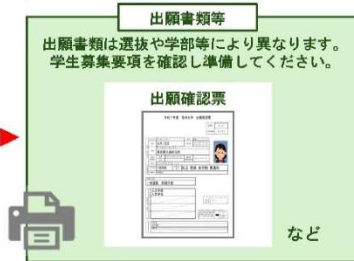 出願書類等
出願書類は選抜や学部等により異なります。
学生募集要項を確認し準備してください。
出願確認票
など